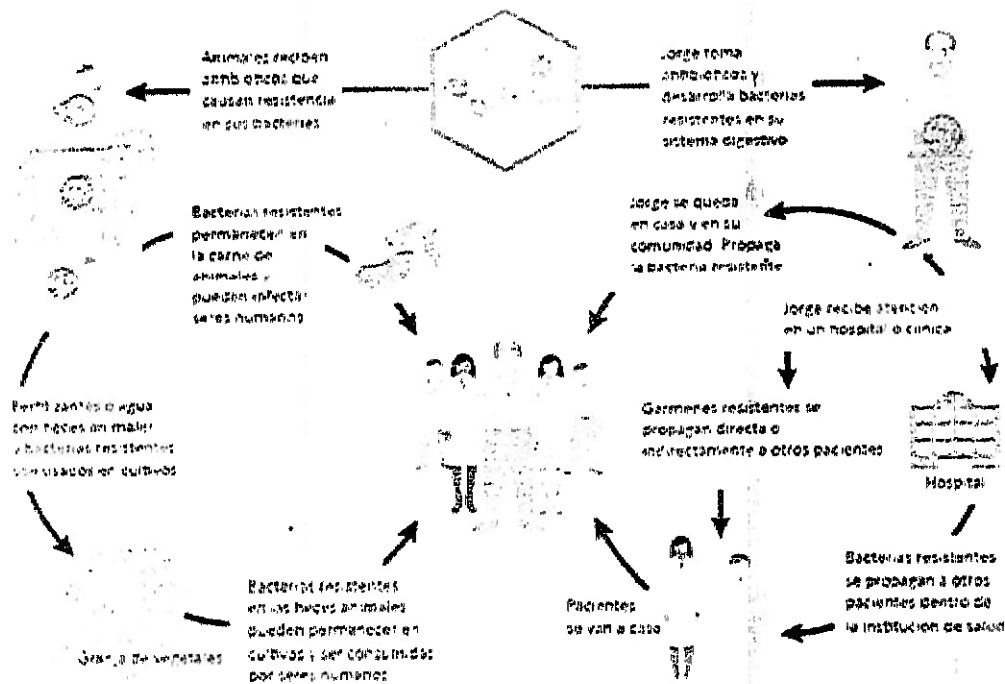 Animales reciben
antibióticos que
causan resistencia
en sus bacterias
Jorge toma
antibióticos y
desarrolla bacterias
resistentes en su
sistema digestivo
Bacterias resistentes
permanecen en
la carne de
animales y
pueden infectar
seres humanos
Jorge se queda
en casa y en su
comunidad. Propaga
la bacteria resistente
Jorge recibe atención
en un hospital o clínica
Fertilizantes o agua
con heces animales
y bacterias resistentes
son usados en cultivos
Gérmenes resistentes se
propagan directa o
indirectamente a otros pacientes
Hospital
Bacterias resistentes
se propagan a otros
pacientes dentro de
la institución de salud
Pacientes
se van a casa
Bacterias resistentes
en las heces animales
pueden permanecer en
cultivos y ser consumidas
por seres humanos
Granja de vegetales